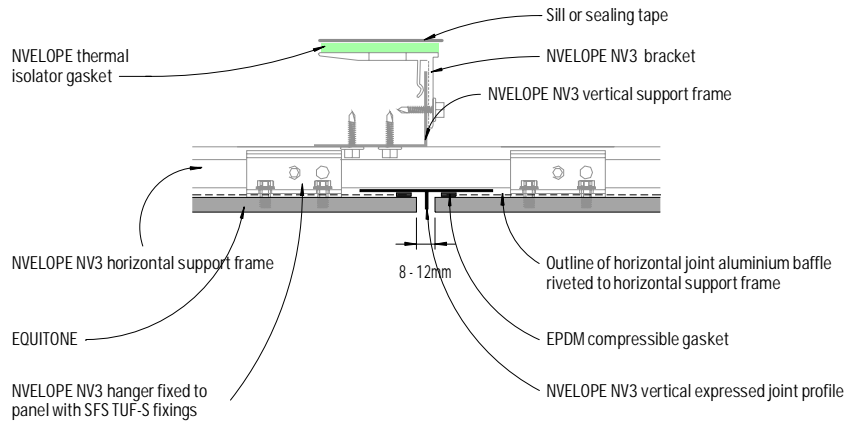 Sill or sealing tape
NVELOPE thermal
isolator gasket
NVELOPE NV3 bracket
NVELOPE NV3 vertical support frame
NVELOPE NV3 horizontal support frame
8 - 12mm
Outline of horizontal joint aluminium baffle
riveted to horizontal support frame
EQUITONE
EPDM compressible gasket
NVELOPE NV3 hanger fixed to
panel with SFS TUF-S fixings
NVELOPE NV3 vertical expressed joint profile